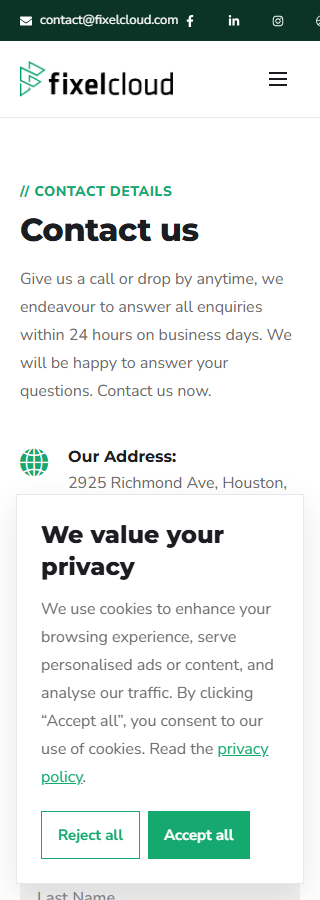 contact@fixelcloud.com
fixelcloud
// CONTACT DETAILS
Contact us
Give us a call or drop by anytime, we
endeavour to answer all enquiries
within 24 hours on business days. We
will be happy to answer your
questions. Contact us now.
Our Address:
2925 Richmond Ave, Houston,
We value your
privacy
We use cookies to enhance your
browsing experience, serve
personalised ads or content, and
analyse our traffic. By clicking
“Accept all”, you consent to our
use of cookies. Read the privacy
policy.
Reject all Accept all
Last Name